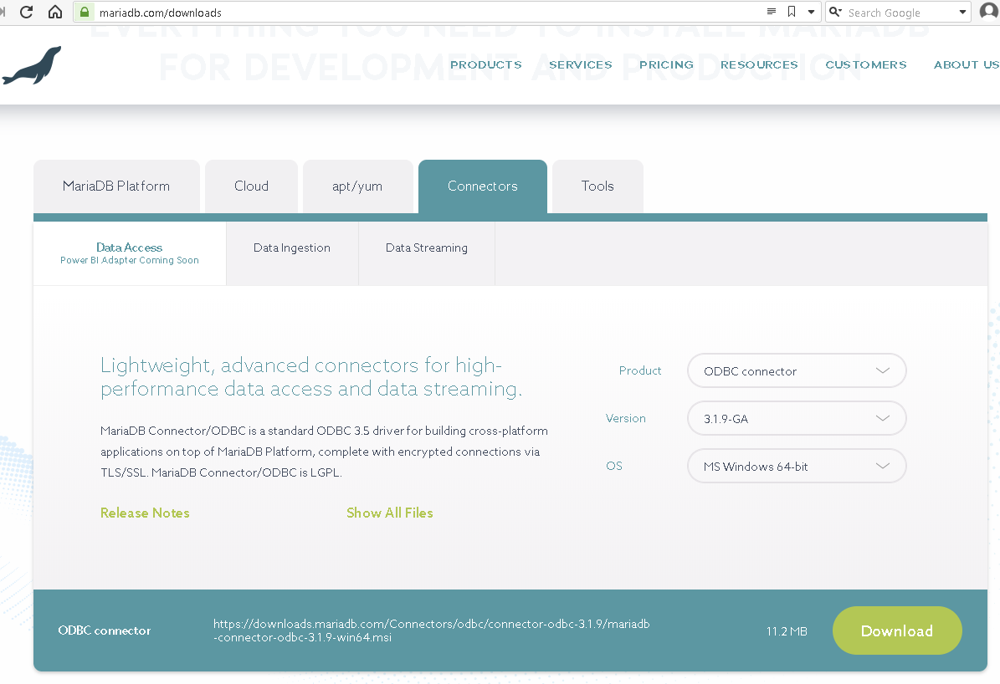 mariadb.com/downloads
Search Google
EVERYTHING YOU NEED TO INSTALL MARIADB
FOR DEVELOPMENT AND PRODUCTION
PRODUCTS SERVICES PRICING RESOURCES CUSTOMERS ABOUT US
MariaDB Platform Cloud apt/yum Connectors Tools
Data Access Data Ingestion Data Streaming
Power BI Adapter Coming Soon
Lightweight, advanced connectors for high-
performance data access and data streaming.
MariaDB Connector/ODBC is a standard ODBC 3.5 driver for building cross-platform
applications on top of MariaDB Platform, complete with encrypted connections via
TLS/SSL. MariaDB Connector/ODBC is LGPL.
Release Notes Show All Files
Product ODBC connector
Version 3.1.9-GA
OS MS Windows 64-bit
ODBC connector
https://downloads.mariadb.com/Connectors/odbc/connector-odbc-3.1.9/mariadb
-connector-odbc-3.1.9-win64.msi
11.2 MB
Download